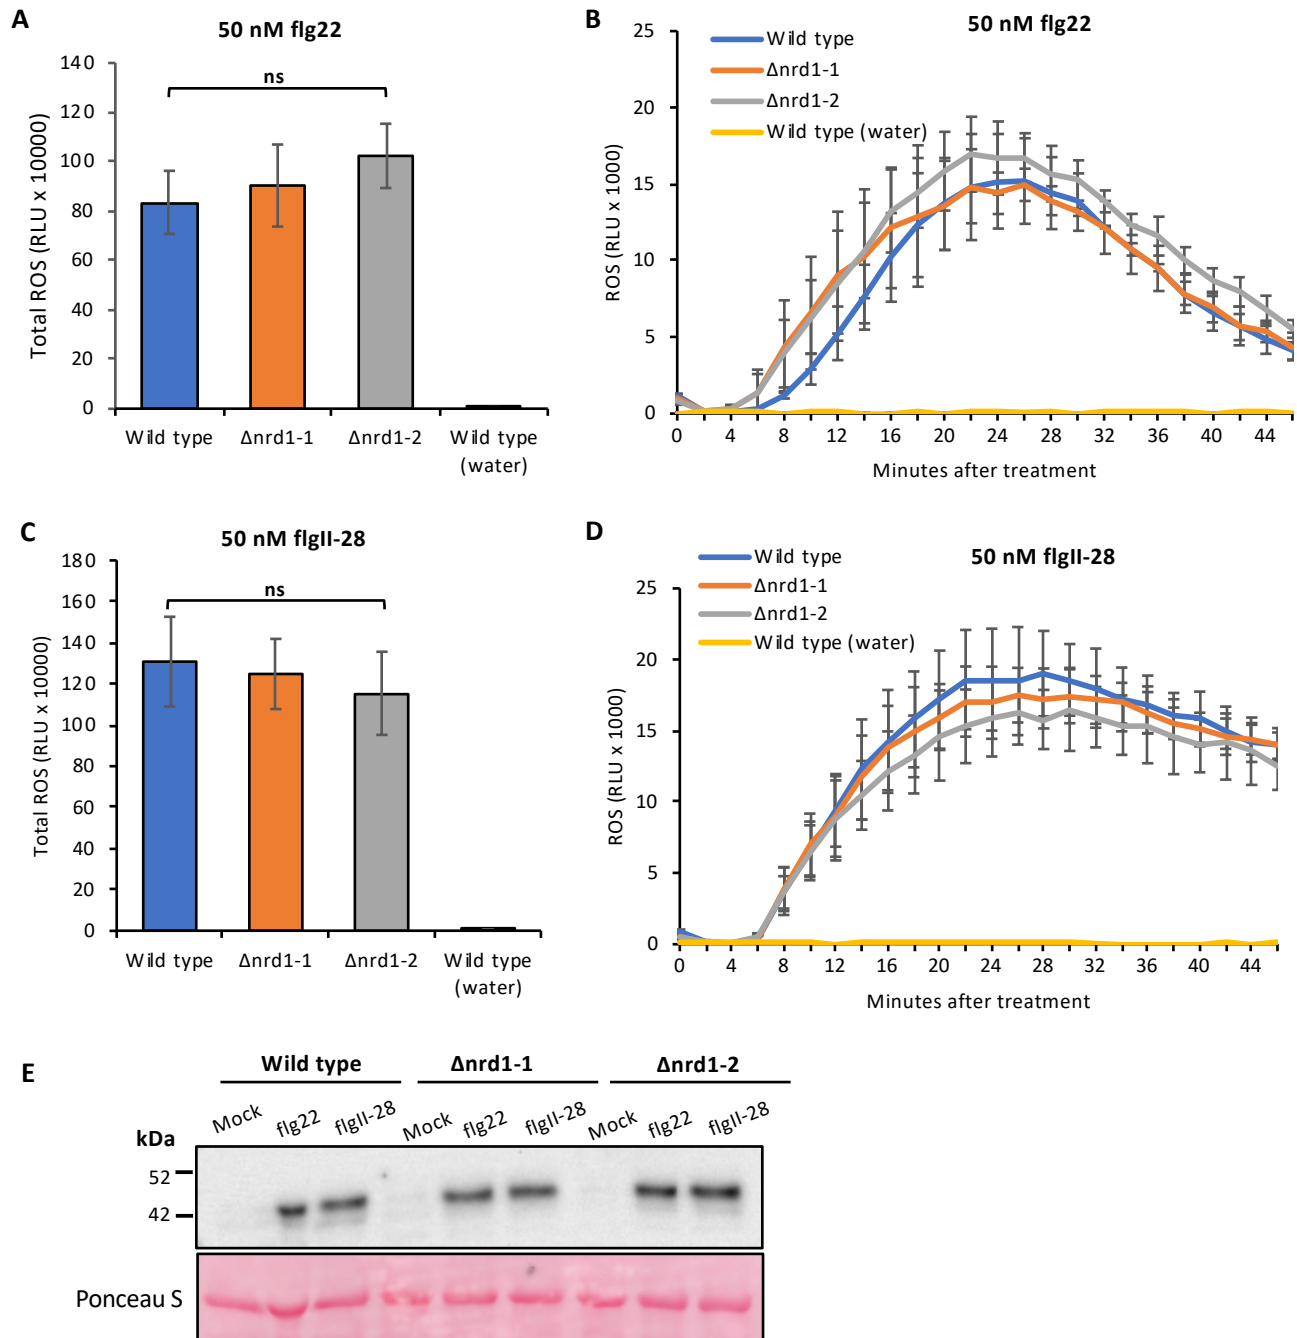 A
50 nM flg22
Total ROS (RLU x 10000)
140
120
100
80
60
40
20
0
ns
Wild type
Δnrd1-1
Δnrd1-2
Wild type
(water)
B
50 nM flg22
Wild type
Δnrd1-1
Δnrd1-2
Wild type (water)
ROS (RLU x 1000)
25
20
15
10
5
0
0 4 8 12 16 20 24 28 32 36 40 44
Minutes after treatment
C
50 nM flgII-28
Total ROS (RLU x 10000)
180
160
140
120
100
80
60
40
20
0
ns
Wild type
Δnrd1-1
Δnrd1-2
Wild type
(water)
D
50 nM flgII-28
Wild type
Δnrd1-1
Δnrd1-2
Wild type (water)
ROS (RLU x 1000)
25
20
15
10
5
0
0 4 8 12 16 20 24 28 32 36 40 44
Minutes after treatment
E
Wild type Δnrd1-1 Δnrd1-2
Mock flg22 flgII-28 Mock flg22 flgII-28 Mock flg22 flgII-28
kDa
52
42
Ponceau S